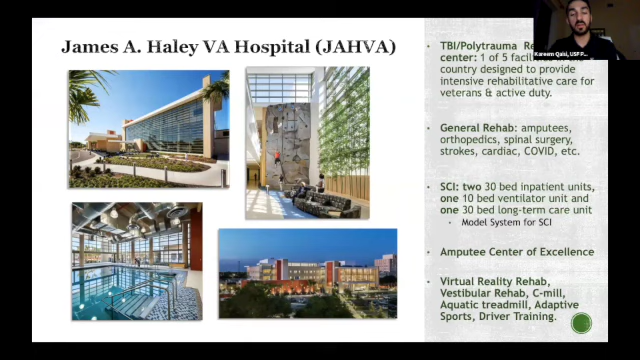 James A. Haley VA Hospital (JAHVA)
Kareem Qaisi, USF P...
TBI/Polytrauma Re
center: 1 of 5 facil
country designed to provide
intensive rehabilitative care for
veterans & active duty.
General Rehab: amputees,
orthopedics, spinal surgery,
strokes, cardiac, COVID, etc.
SCI: two 30 bed inpatient units,
one 10 bed ventilator unit and
one 30 bed long-term care unit
Model System for SCI
Amputee Center of Excellence
Virtual Reality Rehab,
Vestibular Rehab, C-mill,
Aquatic treadmill, Adaptive
Sports, Driver Training.